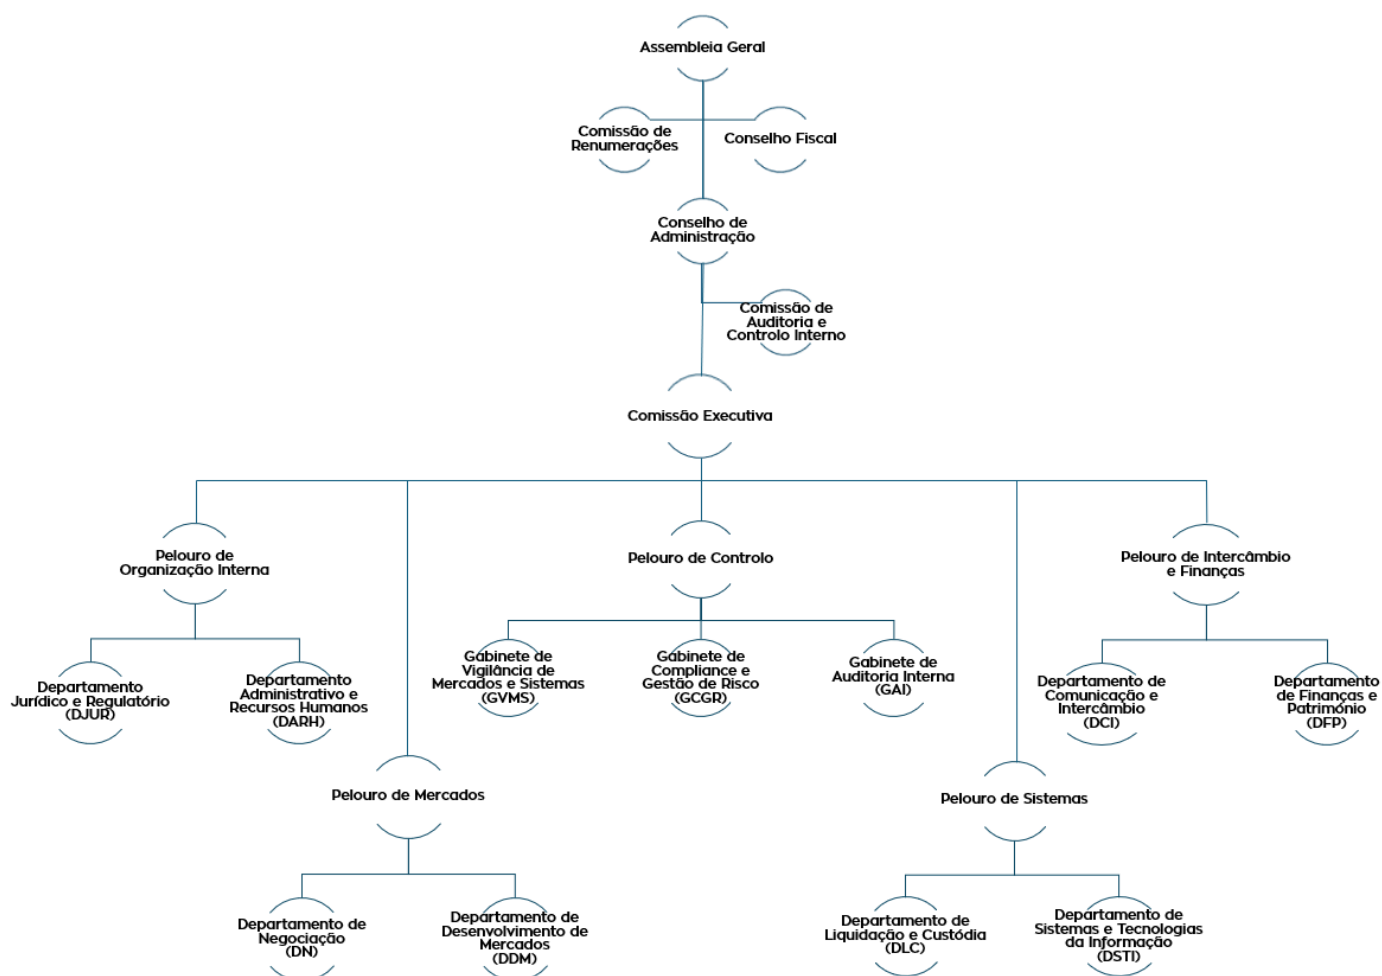 Assembleia Geral
Comissão de
Renumerações
Conselho Fiscal
Conselho de
Administração
Comissão de
Auditoria e
Controlo Interno
Comissão Executiva
Pelouro de
Organização Interna
Pelouro de Controlo
Pelouro de Intercâmbio
e Finanças
Departamento
Jurídico e Regulatório
(DJUR)
Departamento
Administrativo e
Recursos Humanos
(DARH)
Gabinete de
Vigilância de
Mercados e Sistemas
(GVMS)
Gabinete de
Compliance e
Gestão de Risco
(GCGR)
Gabinete de
Auditoria Interna
(GAI)
Departamento de
Comunicação e
Intercâmbio
(DCI)
Departamento
de Finanças e
Património
(DFP)
Pelouro de Mercados
Pelouro de Sistemas
Departamento de
Negociação
(DN)
Departamento de
Desenvolvimento de
Mercados
(DDM)
Departamento de
Liquidação e Custódia
(DLC)
Departamento de
Sistemas e Tecnologias
da Informação
(DSTI)